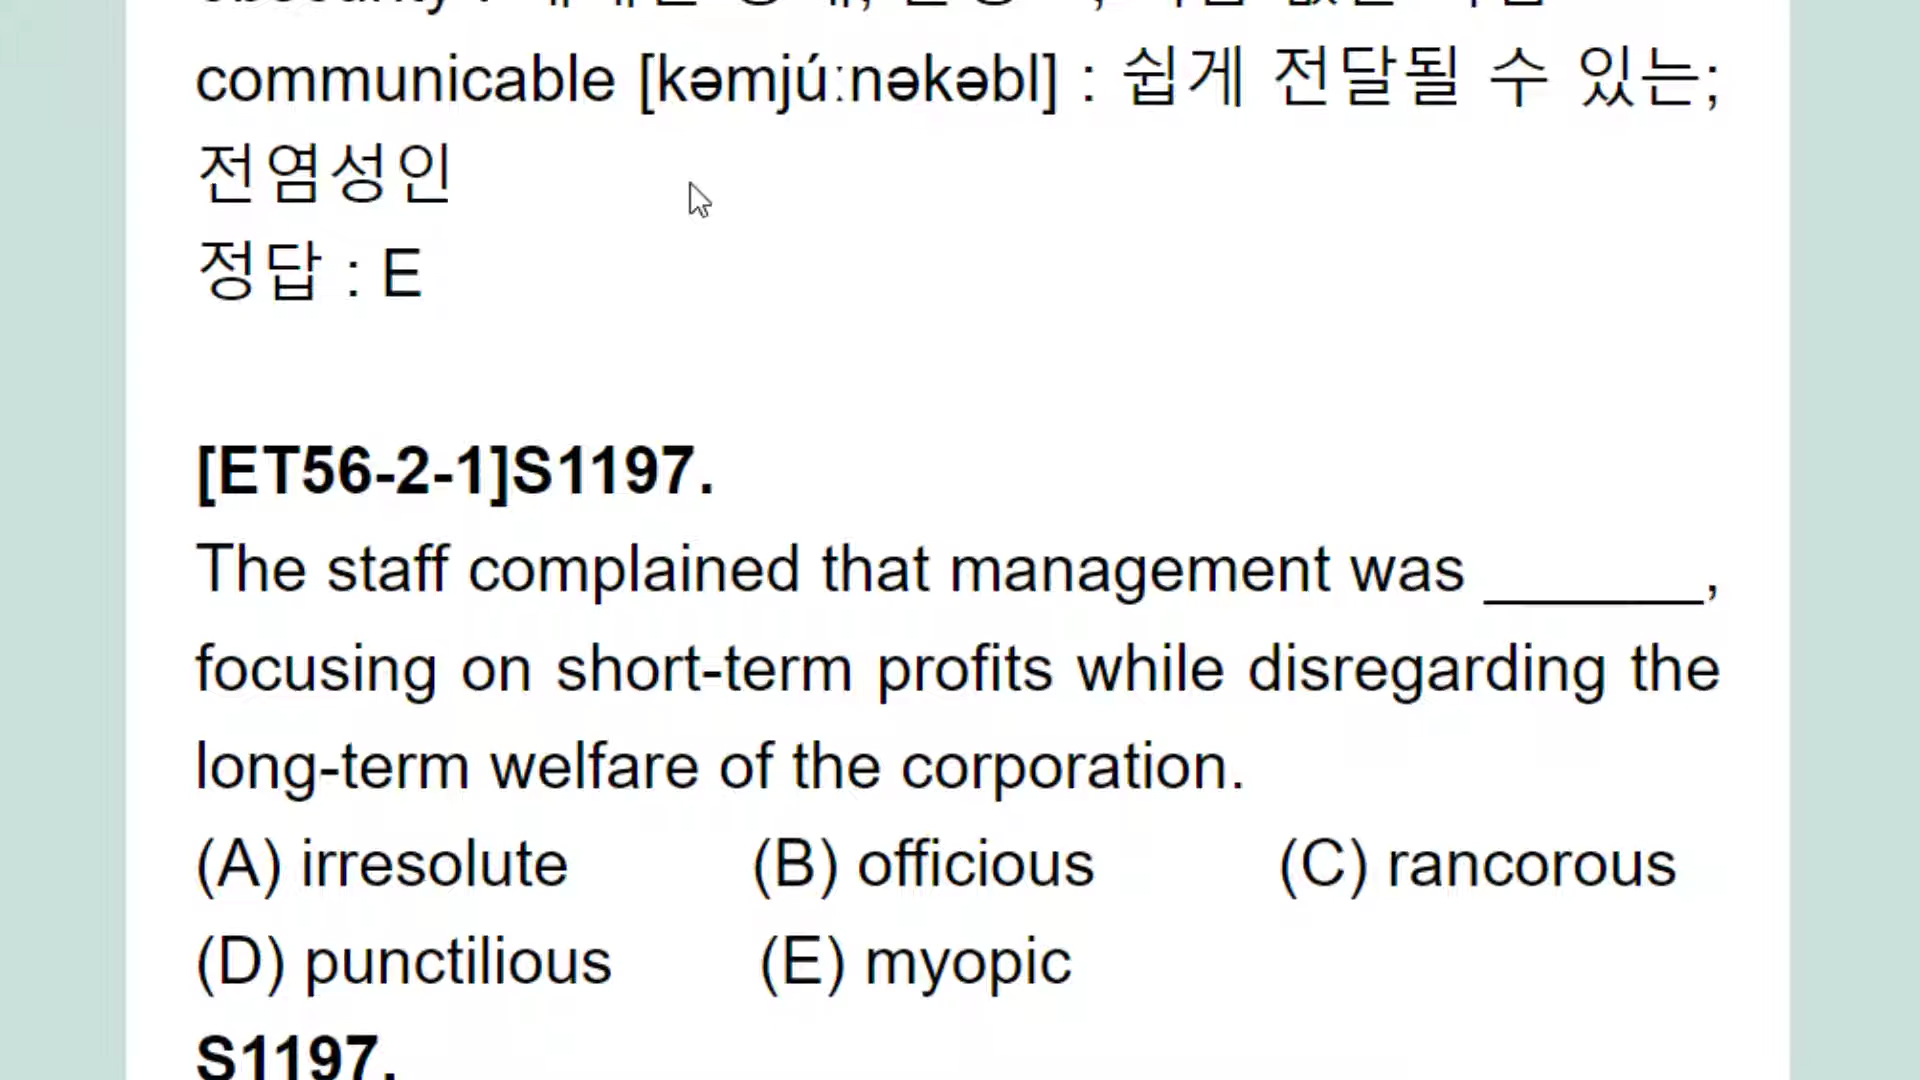 communicable [kəmjúːnəkəbl] : 쉽게 전달될 수 있는;
전염성인
정답 : E
[ET56-2-1]S1197.
The staff complained that management was _______,
focusing on short-term profits while disregarding the
long-term welfare of the corporation.
(A) irresolute (B) officious (C) rancorous
(D) punctilious (E) myopic
S1197.